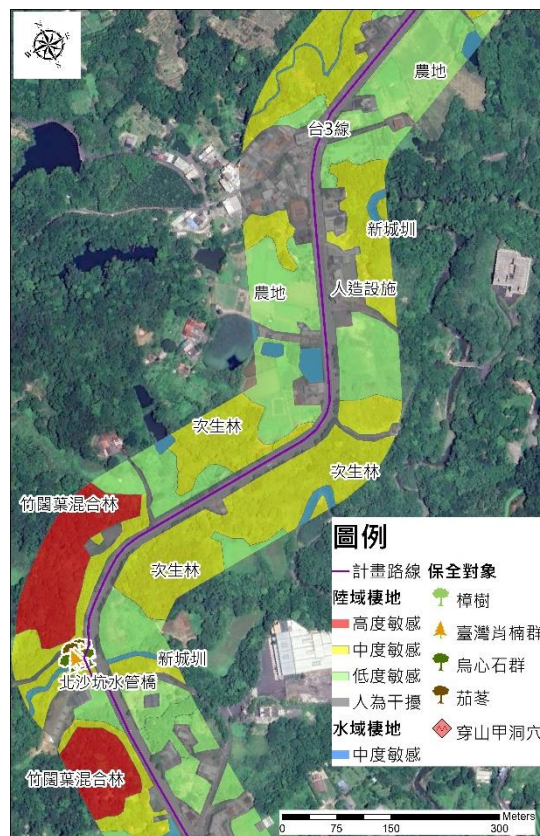 農地
台3線
新城圳
農地
人造設施
次生林
次生林
竹闊葉混合林
次生林
新城圳
北沙坑水管橋
竹闊葉混合林
圖例
計畫路線 保全對象
陸域棲地 樟樹
高度敏感 臺灣肖楠群
中度敏感
低度敏感 烏心石群
人為干擾 茄苳
水域棲地 穿山甲洞穴
中度敏感
Meters
0 75 150 300